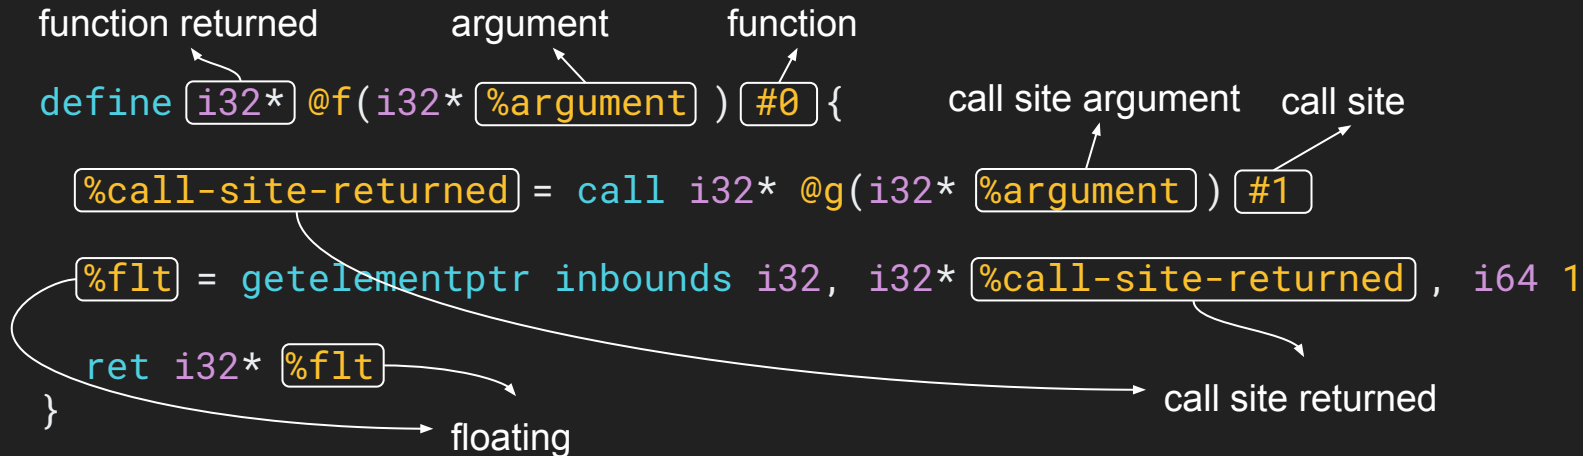 function returned argument function
define i32* @f(i32* %argument ) #0 {
call site argument call site
%call-site-returned = call i32* @g(i32* %argument ) #1
%flt = getelementptr inbounds i32, i32* %call-site-returned , i64 1
ret i32* %flt
call site returned
}
floating